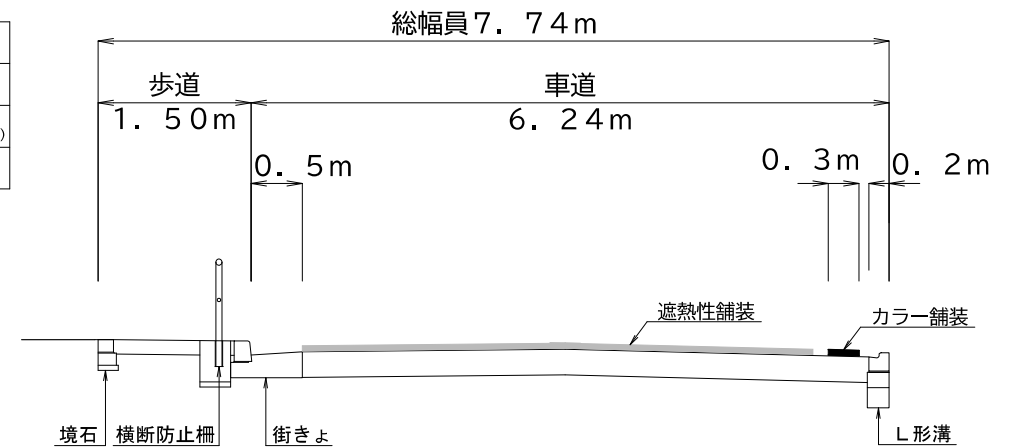 総幅員7.74m
歩道
車道
1.50m
6.24m
0.5m
0.3m
0.2m
)
遮熱性舗装
カラー舗装
境石
横断防止柵
街きょ
L形溝